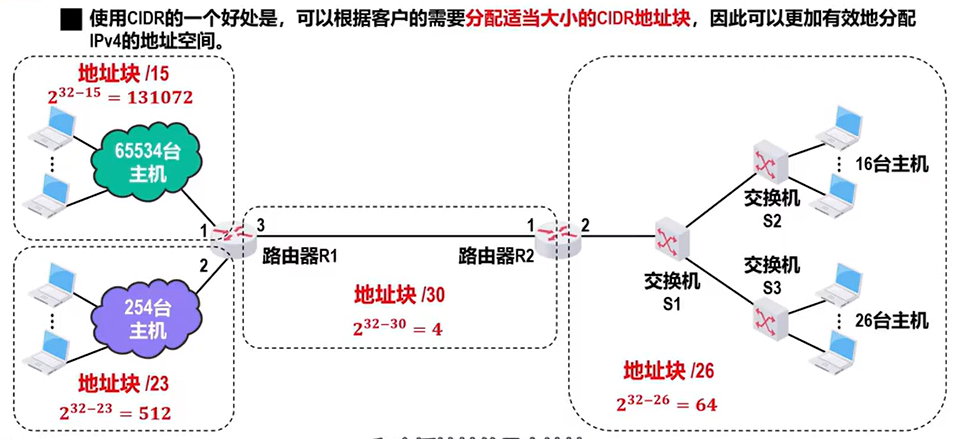 使用CIDR的一个好处是，可以根据客户的需要分配适当大小的CIDR地址块，因此可以更加有效地分配
IPv4的地址空间。
地址块 /15
2^{32-15} = 131072
65534台
主机
1
3
路由器R1
2
254台
主机
地址块 /23
2^{32-23} = 512
地址块 /30
2^{32-30} = 4
1
2
路由器R2
交换机
S1
交换机
S2
16台主机
交换机
S3
26台主机
地址块 /26
2^{32-26} = 64